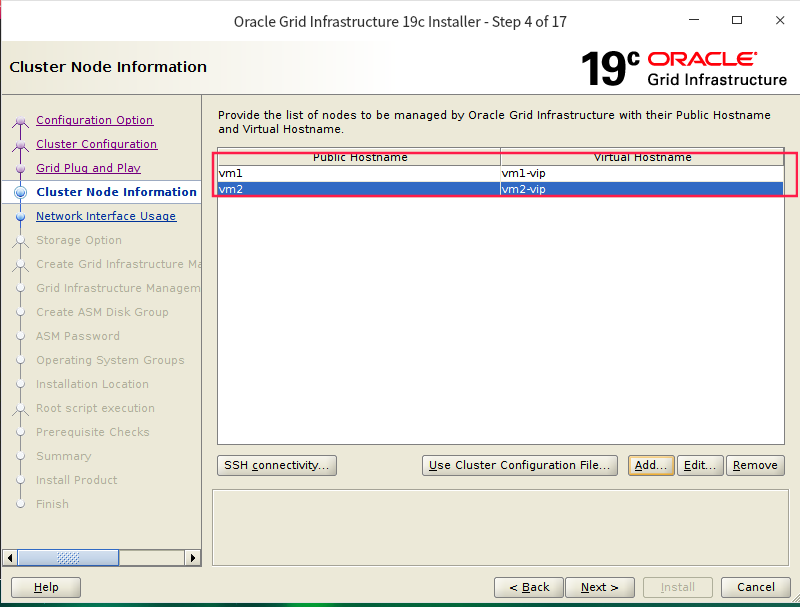 Oracle Grid Infrastructure 19c Installer - Step 4 of 17
Cluster Node Information
19c ORACLE
Grid Infrastructure
Configuration Option
Cluster Configuration
Grid Plug and Play
Cluster Node Information
Network Interface Usage
Storage Option
Create Grid Infrastructure Ma
Grid Infrastructure Managem
Create ASM Disk Group
ASM Password
Operating System Groups
Installation Location
Root script execution
Prerequisite Checks
Summary
Install Product
Finish
Provide the list of nodes to be managed by Oracle Grid Infrastructure with their Public Hostname
and Virtual Hostname.
Public Hostname Virtual Hostname
vm1 vm1-vip
vm2 vm2-vip
SSH connectivity... Use Cluster Configuration File... Add... Edit... Remove
Help < Back Next > Install Cancel